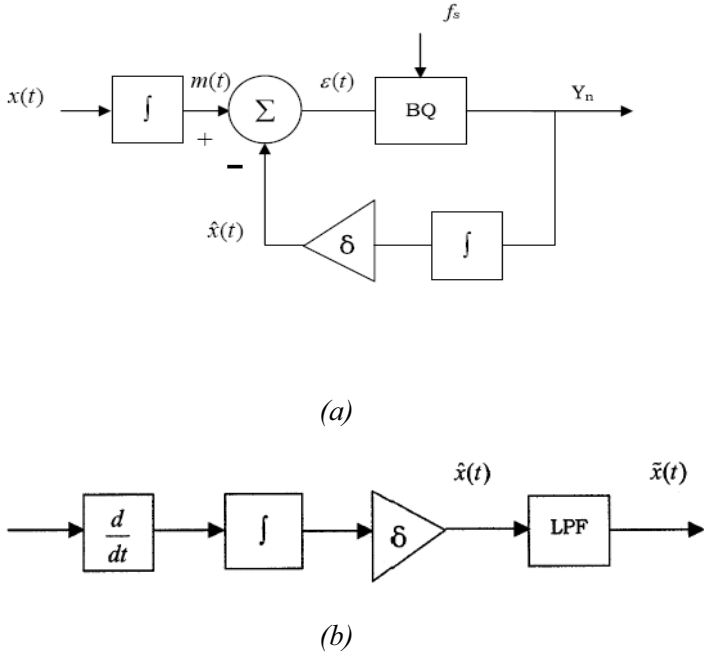 f_s
x(t) ∫ m(t) + Σ ε(t) BQ Y_n
−
x̂(t) δ ∫
(a)
x̂(t) x̃(t)
d/dt ∫ δ LPF
(b)